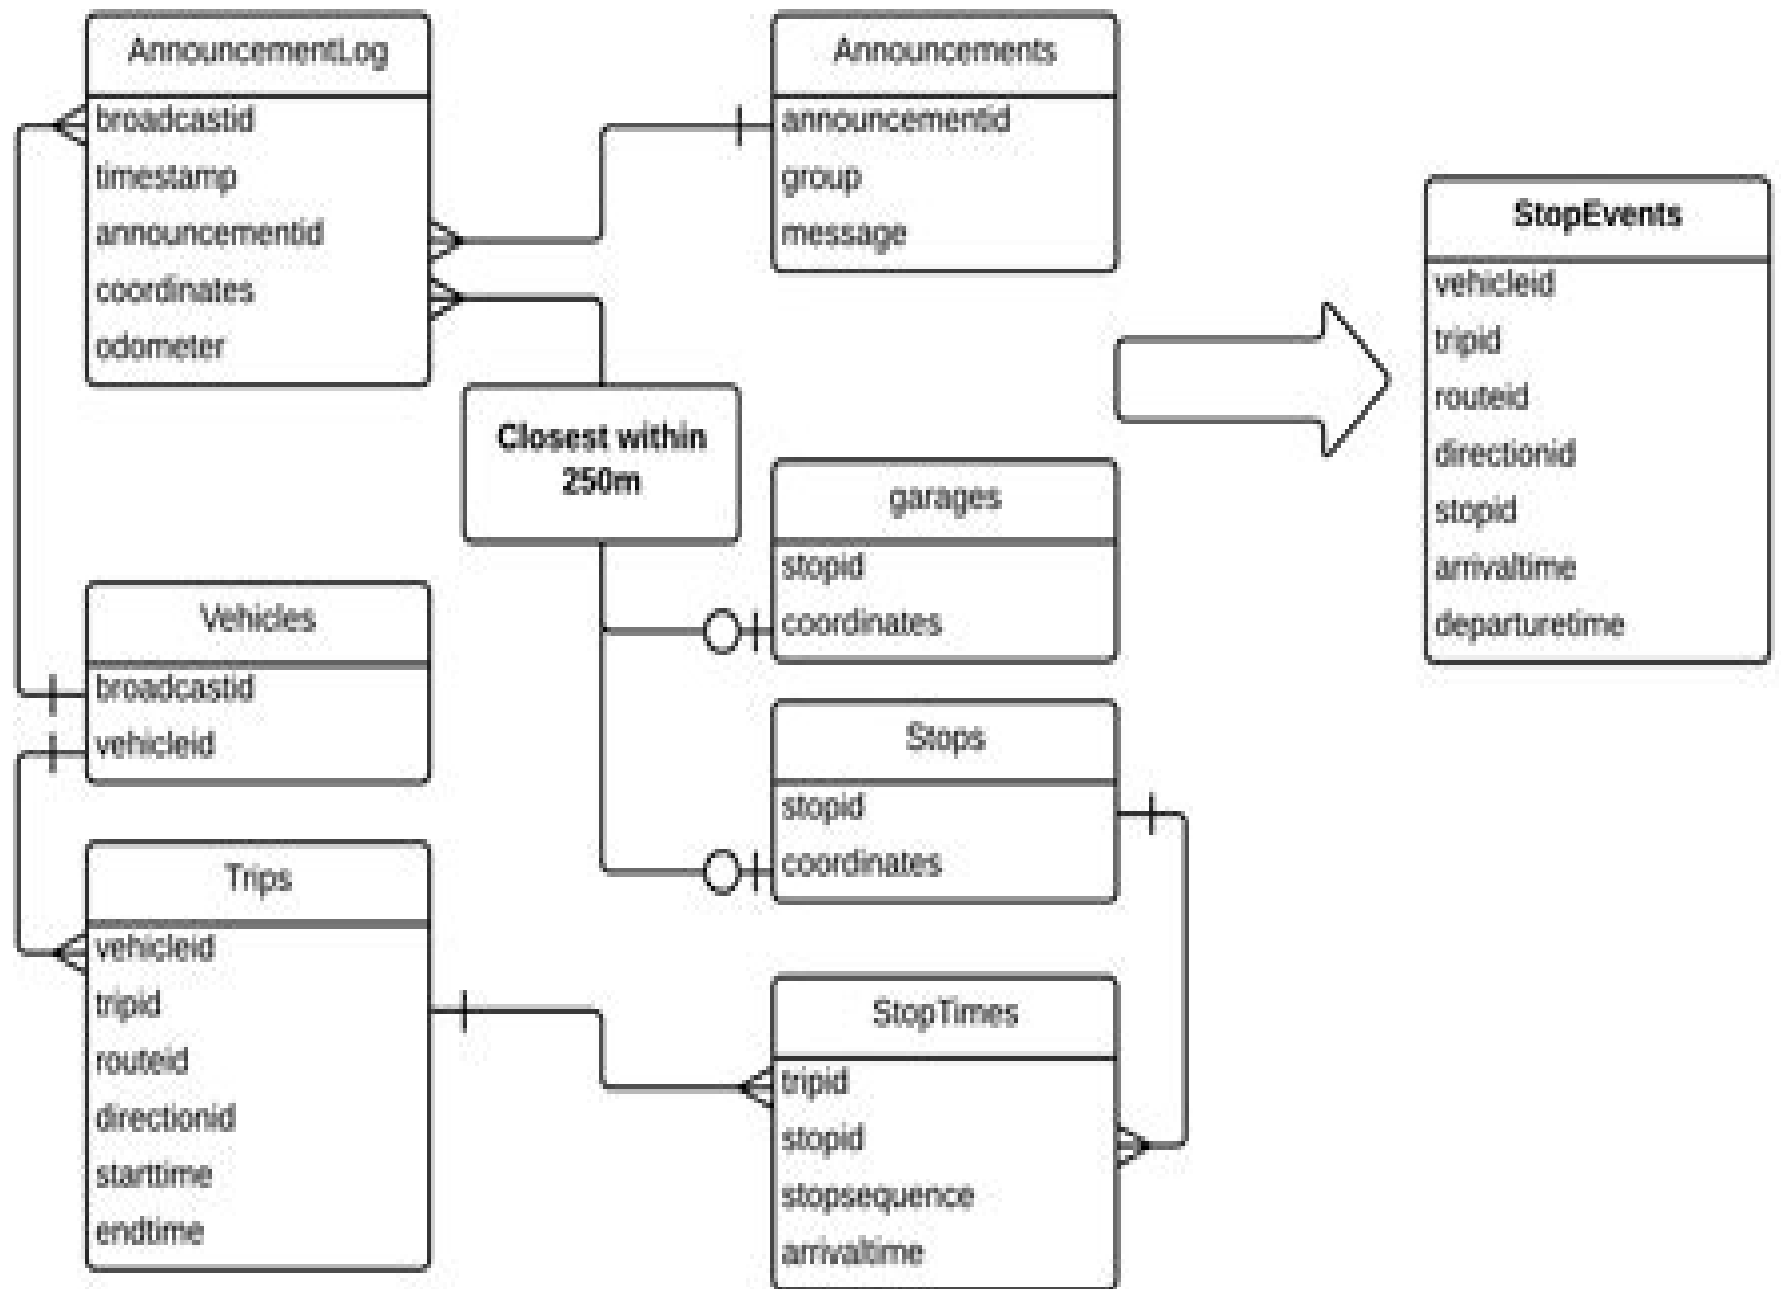 AnnouncementLog
broadcastid
timestamp
announcementid
coordinates
odometer
Announcements
announcementid
group
message
StopEvents
vehicleid
tripid
routeid
directionid
stopid
arrivaltime
departuretime
Closest within
250m
garages
stopid
coordinates
Vehicles
broadcastid
vehicleid
Stops
stopid
coordinates
Trips
vehicleid
tripid
routeid
directionid
starttime
endtime
StopTimes
tripid
stopid
stopsequence
arrivaltime